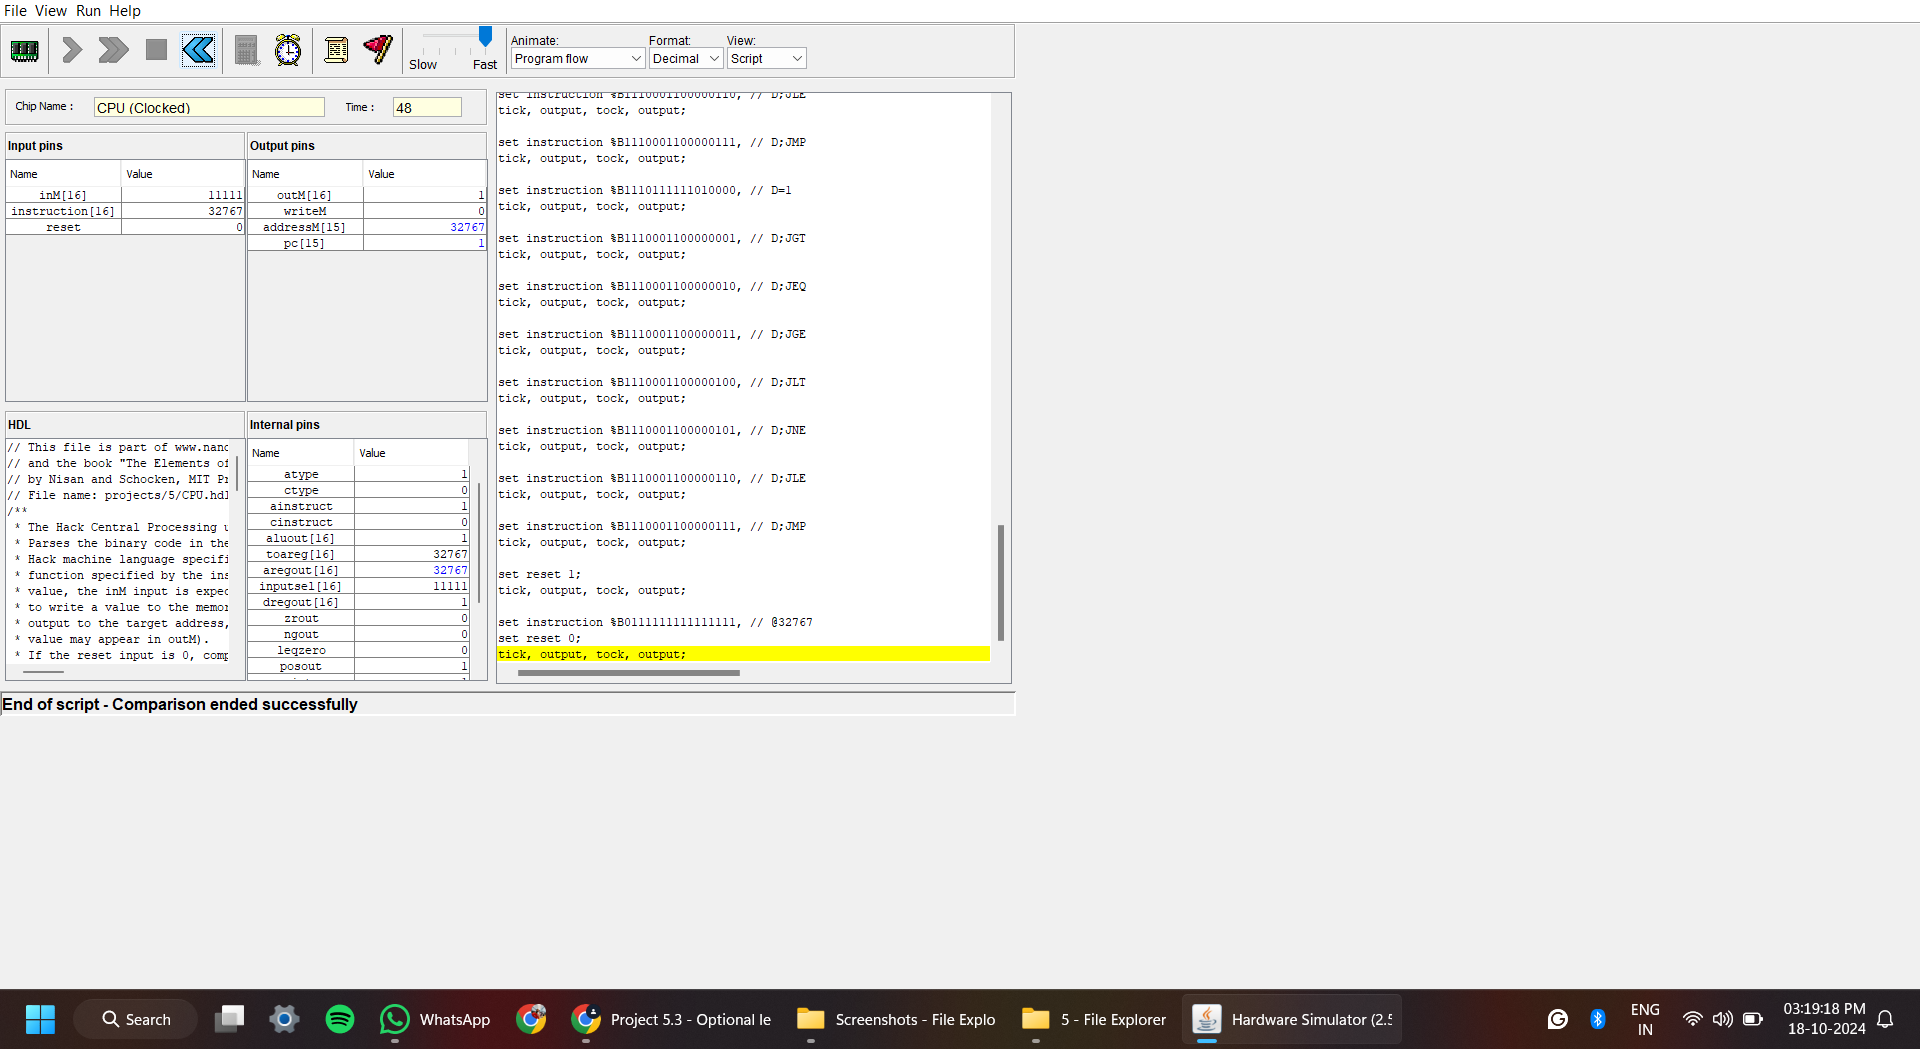 File View Run Help
Slow Fast
Animate: Format: View:
Program flow Decimal Script
Chip Name : CPU (Clocked) Time : 48
Input pins
Name Value
inM[16] 11111
instruction[16] 32767
reset 0
Output pins
Name Value
outM[16] 1
writeM 0
addressM[15] 32767
pc[15] 1
HDL
// This file is part of www.nand
// and the book "The Elements of
// by Nisan and Schocken, MIT Pr
// File name: projects/5/CPU.hdl
/**
* The Hack Central Processing u
* Parses the binary code in the
* Hack machine language specifi
* function specified by the ins
* value, the inM input is expec
* to write a value to the memor
* output to the target address,
* value may appear in outM).
* If the reset input is 0, comp
Internal pins
Name Value
atype 1
ctype 0
ainstruct 1
cinstruct 0
aluout[16] 1
toareg[16] 32767
aregout[16] 32767
inputsel[16] 11111
dregout[16] 1
zrout 0
ngout 0
leqzero 0
posout 1
set instruction %B1110001100000110, // D;JLE
tick, output, tock, output;
set instruction %B1110001100000111, // D;JMP
tick, output, tock, output;
set instruction %B1110111111010000, // D=1
tick, output, tock, output;
set instruction %B1110001100000001, // D;JGT
tick, output, tock, output;
set instruction %B1110001100000010, // D;JEQ
tick, output, tock, output;
set instruction %B1110001100000011, // D;JGE
tick, output, tock, output;
set instruction %B1110001100000100, // D;JLT
tick, output, tock, output;
set instruction %B1110001100000101, // D;JNE
tick, output, tock, output;
set instruction %B1110001100000110, // D;JLE
tick, output, tock, output;
set instruction %B1110001100000111, // D;JMP
tick, output, tock, output;
set reset 1;
tick, output, tock, output;
set instruction %B0111111111111111, // @32767
set reset 0;
tick, output, tock, output;
End of script - Comparison ended successfully
Search
WhatsApp
Project 5.3 - Optional le
Screenshots - File Explo
5 - File Explorer
Hardware Simulator (2.5
ENG
IN
03:19:18 PM
18-10-2024